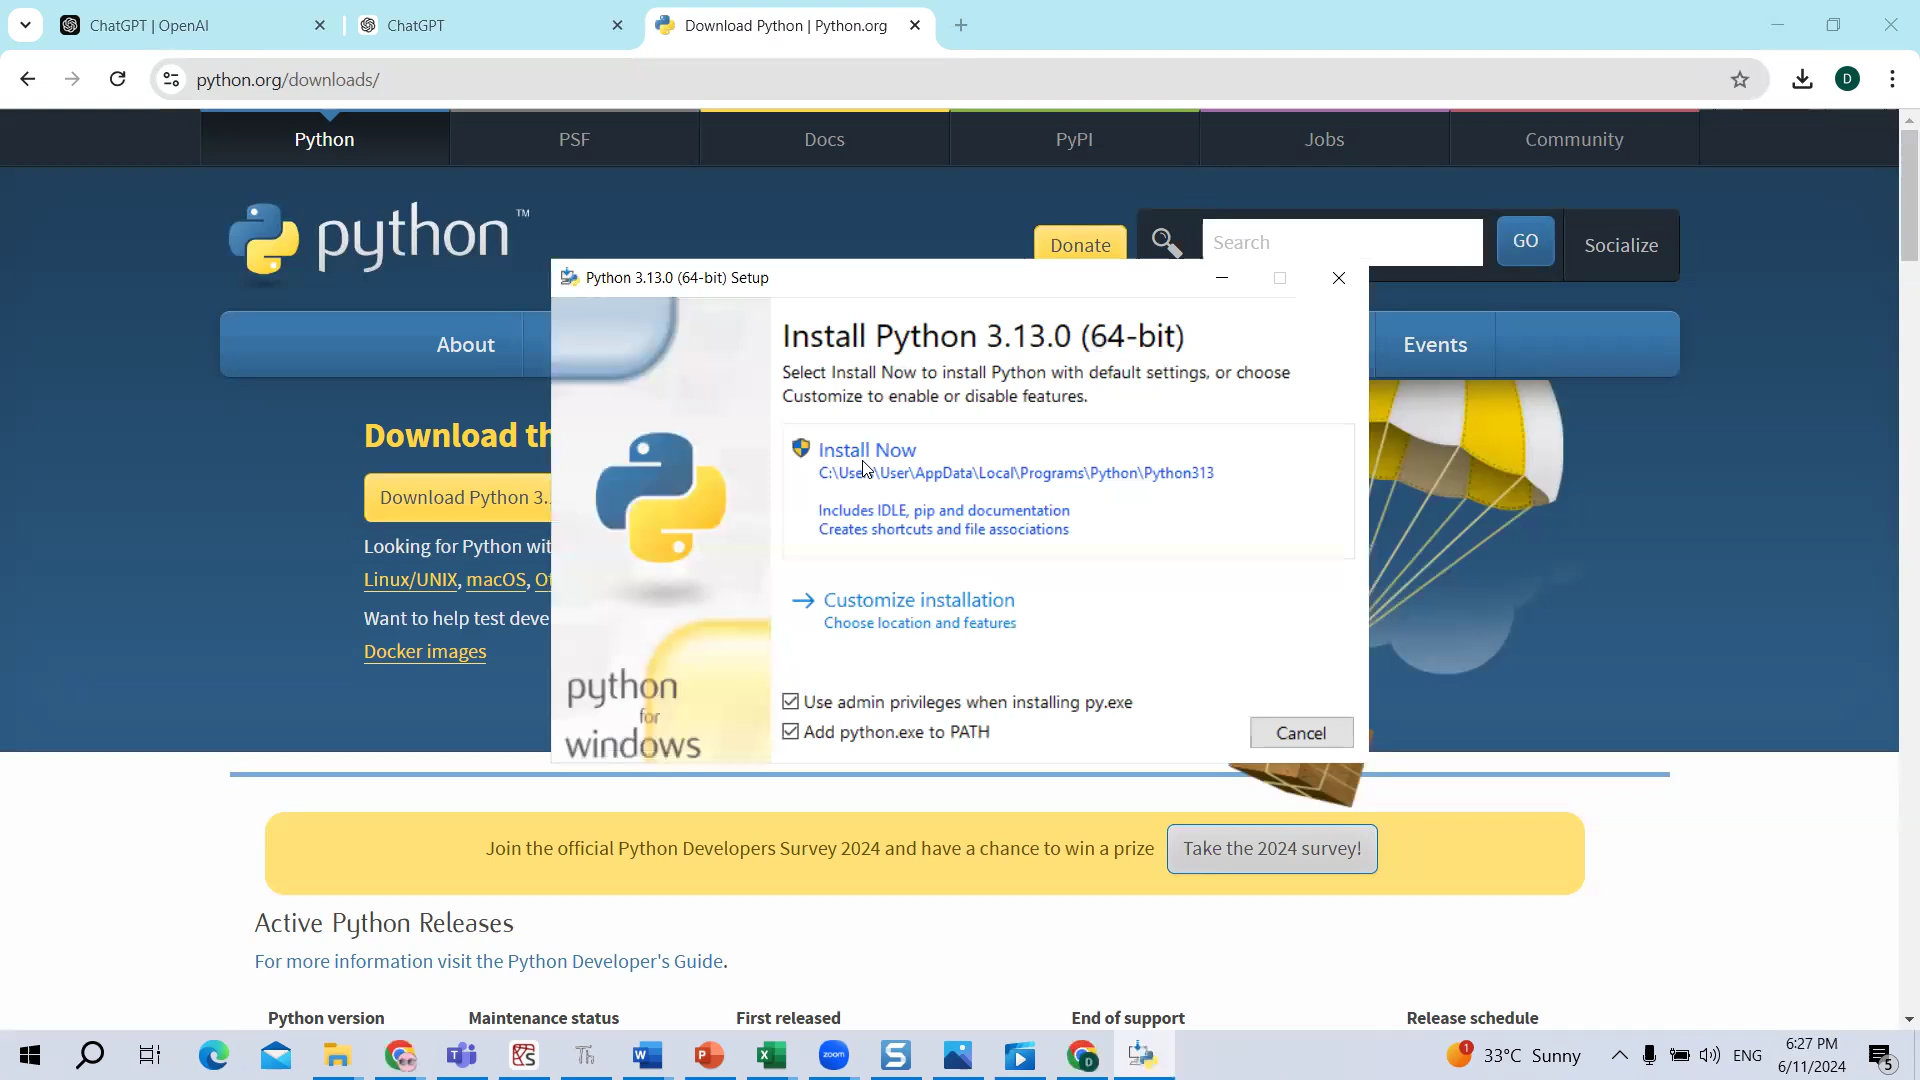 ChatGPT | OpenAI
ChatGPT
Download Python | Python.org
python.org/downloads/
D
Python
PSF
Docs
PyPI
Jobs
Community
python™
Donate
Search
GO
Socialize
About
Events
Download th
Download Python 3.
Looking for Python wit
Linux/UNIX, macOS, Ot
Want to help test deve
Docker images
Python 3.13.0 (64-bit) Setup
Install Python 3.13.0 (64-bit)
Select Install Now to install Python with default settings, or choose
Customize to enable or disable features.
Install Now
C:\Users\User\AppData\Local\Programs\Python\Python313
Includes IDLE, pip and documentation
Creates shortcuts and file associations
Customize installation
Choose location and features
Use admin privileges when installing py.exe
Add python.exe to PATH
Cancel
python
for
windows
Join the official Python Developers Survey 2024 and have a chance to win a prize
Take the 2024 survey!
Active Python Releases
For more information visit the Python Developer's Guide.
Python version
Maintenance status
First released
End of support
Release schedule
Th
W
P
X
zoom
S
D
1
33°C Sunny
ENG
6:27 PM
6/11/2024
5